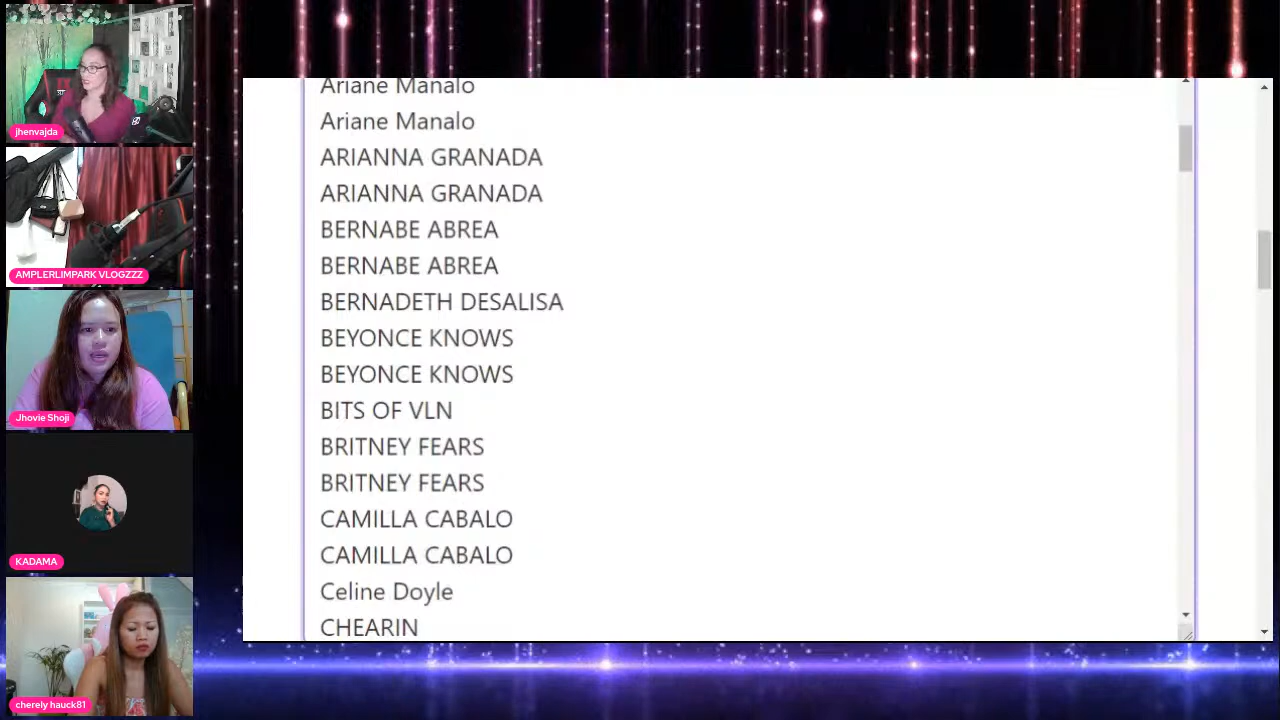 jhenvajda
AMPLERLIMPARK VLOGZZZ
Jhovie Shoji
KADAMA
cherely hauck81
Ariane Manalo
Ariane Manalo
ARIANNA GRANADA
ARIANNA GRANADA
BERNABE ABREA
BERNABE ABREA
BERNADETH DESALISA
BEYONCE KNOWS
BEYONCE KNOWS
BITS OF VLN
BRITNEY FEARS
BRITNEY FEARS
CAMILLA CABALO
CAMILLA CABALO
Celine Doyle
CHEARIN